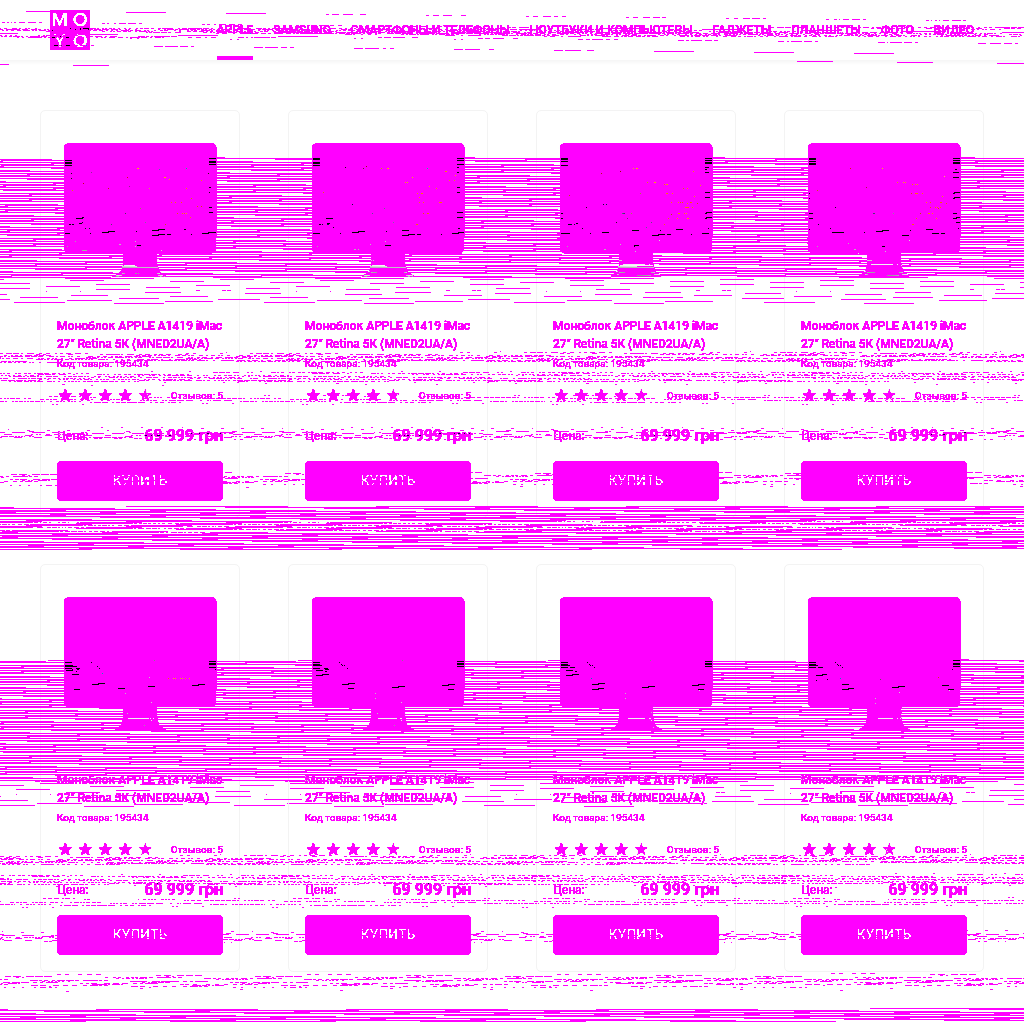 MO
YO
APPLE SAMSUNG СМАРТФОНЫ И ТЕЛЕФОНЫ НОУТБУКИ И КОМПЬЮТЕРЫ ГАДЖЕТЫ ПЛАНШЕТЫ ФОТО ВИДЕО
Моноблок APPLE A1419 iMac Моноблок APPLE A1419 iMac Моноблок APPLE A1419 iMac Моноблок APPLE A1419 iMac
27" Retina 5K (MNED2UA/A) 27" Retina 5K (MNED2UA/A) 27" Retina 5K (MNED2UA/A) 27" Retina 5K (MNED2UA/A)
Код товара: 195434 Код товара: 195434 Код товара: 195434 Код товара: 195434
Отзывов: 5 Отзывов: 5 Отзывов: 5 Отзывов: 5
Цена: 69 999 грн Цена: 69 999 грн Цена: 69 999 грн Цена: 69 999 грн
КУПИТЬ КУПИТЬ КУПИТЬ КУПИТЬ
Моноблок APPLE A1419 iMac Моноблок APPLE A1419 iMac Моноблок APPLE A1419 iMac Моноблок APPLE A1419 iMac
27" Retina 5K (MNED2UA/A) 27" Retina 5K (MNED2UA/A) 27" Retina 5K (MNED2UA/A) 27" Retina 5K (MNED2UA/A)
Код товара: 195434 Код товара: 195434 Код товара: 195434 Код товара: 195434
Отзывов: 5 Отзывов: 5 Отзывов: 5 Отзывов: 5
Цена: 69 999 грн Цена: 69 999 грн Цена: 69 999 грн Цена: 69 999 грн
КУПИТЬ КУПИТЬ КУПИТЬ КУПИТЬ